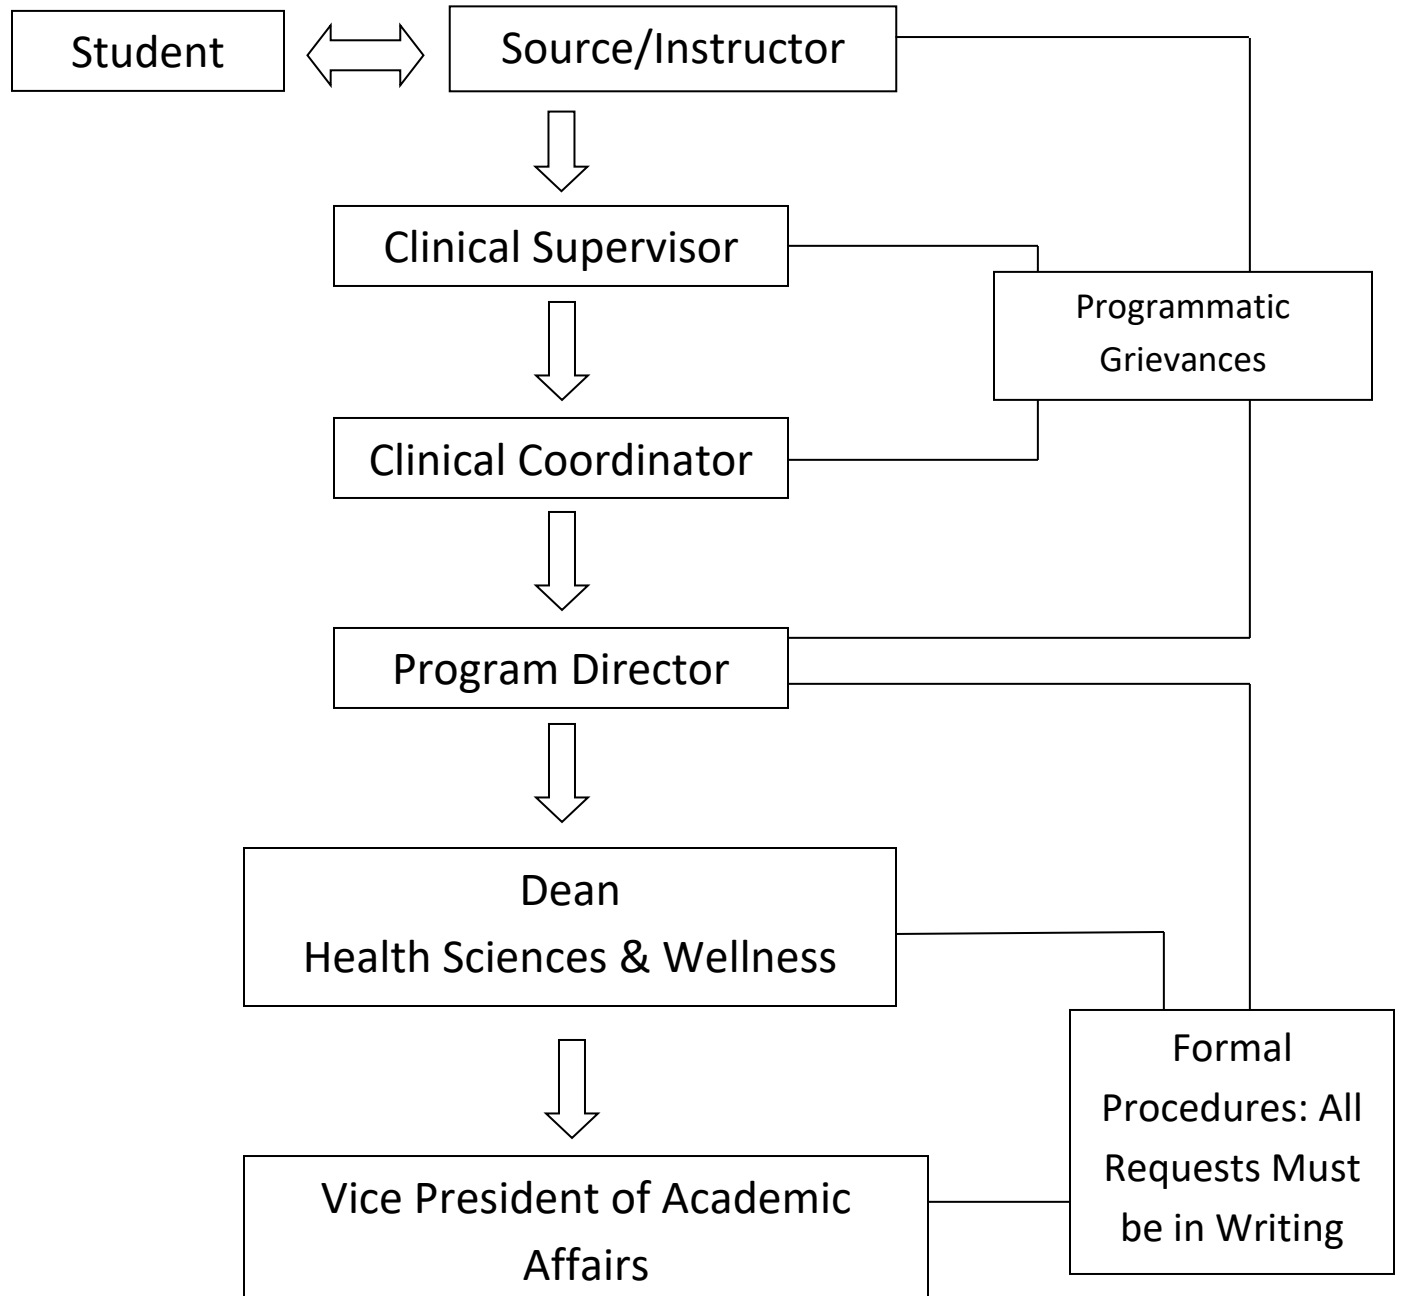 Student
Source/Instructor
Clinical Supervisor
Programmatic
Grievances
Clinical Coordinator
Program Director
Dean
Health Sciences & Wellness
Formal
Procedures: All
Requests Must
be in Writing
Vice President of Academic
Affairs